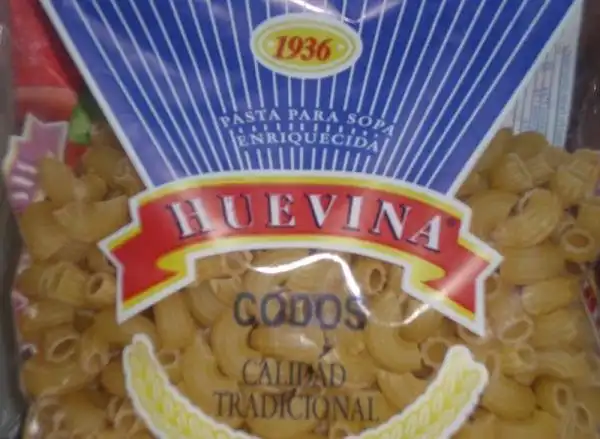 1936
PASTA PARA SOPA
ENRIQUECIDA
HUEVINA®
CODOS
CALIDAD
TRADICIONAL